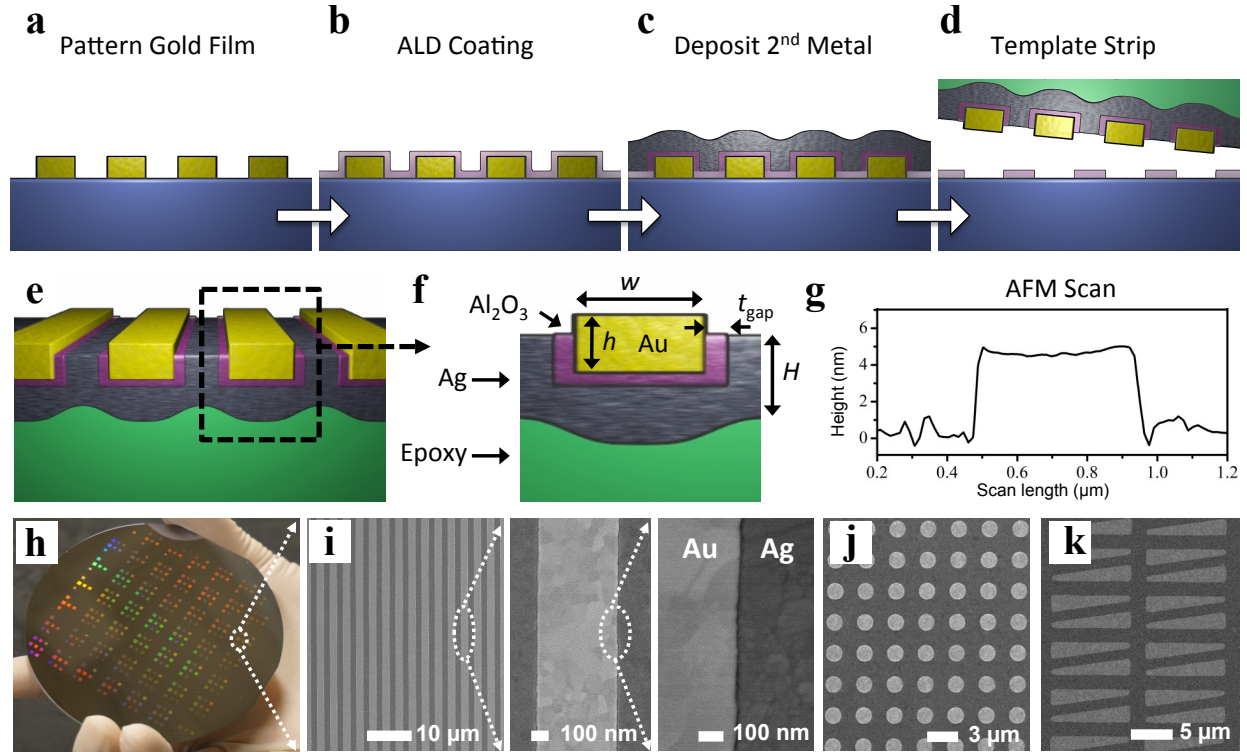 a
Pattern Gold Film
b
ALD Coating
c
Deposit 2nd Metal
d
Template Strip
e
f
Al2O3
Ag
Epoxy
w
h
Au
tgap
H
g
AFM Scan
Height (nm)
6
4
2
0
0.2
0.4
0.6
0.8
1.0
1.2
Scan length (µm)
h
i
10 µm
100 nm
Au
Ag
100 nm
j
3 µm
k
5 µm